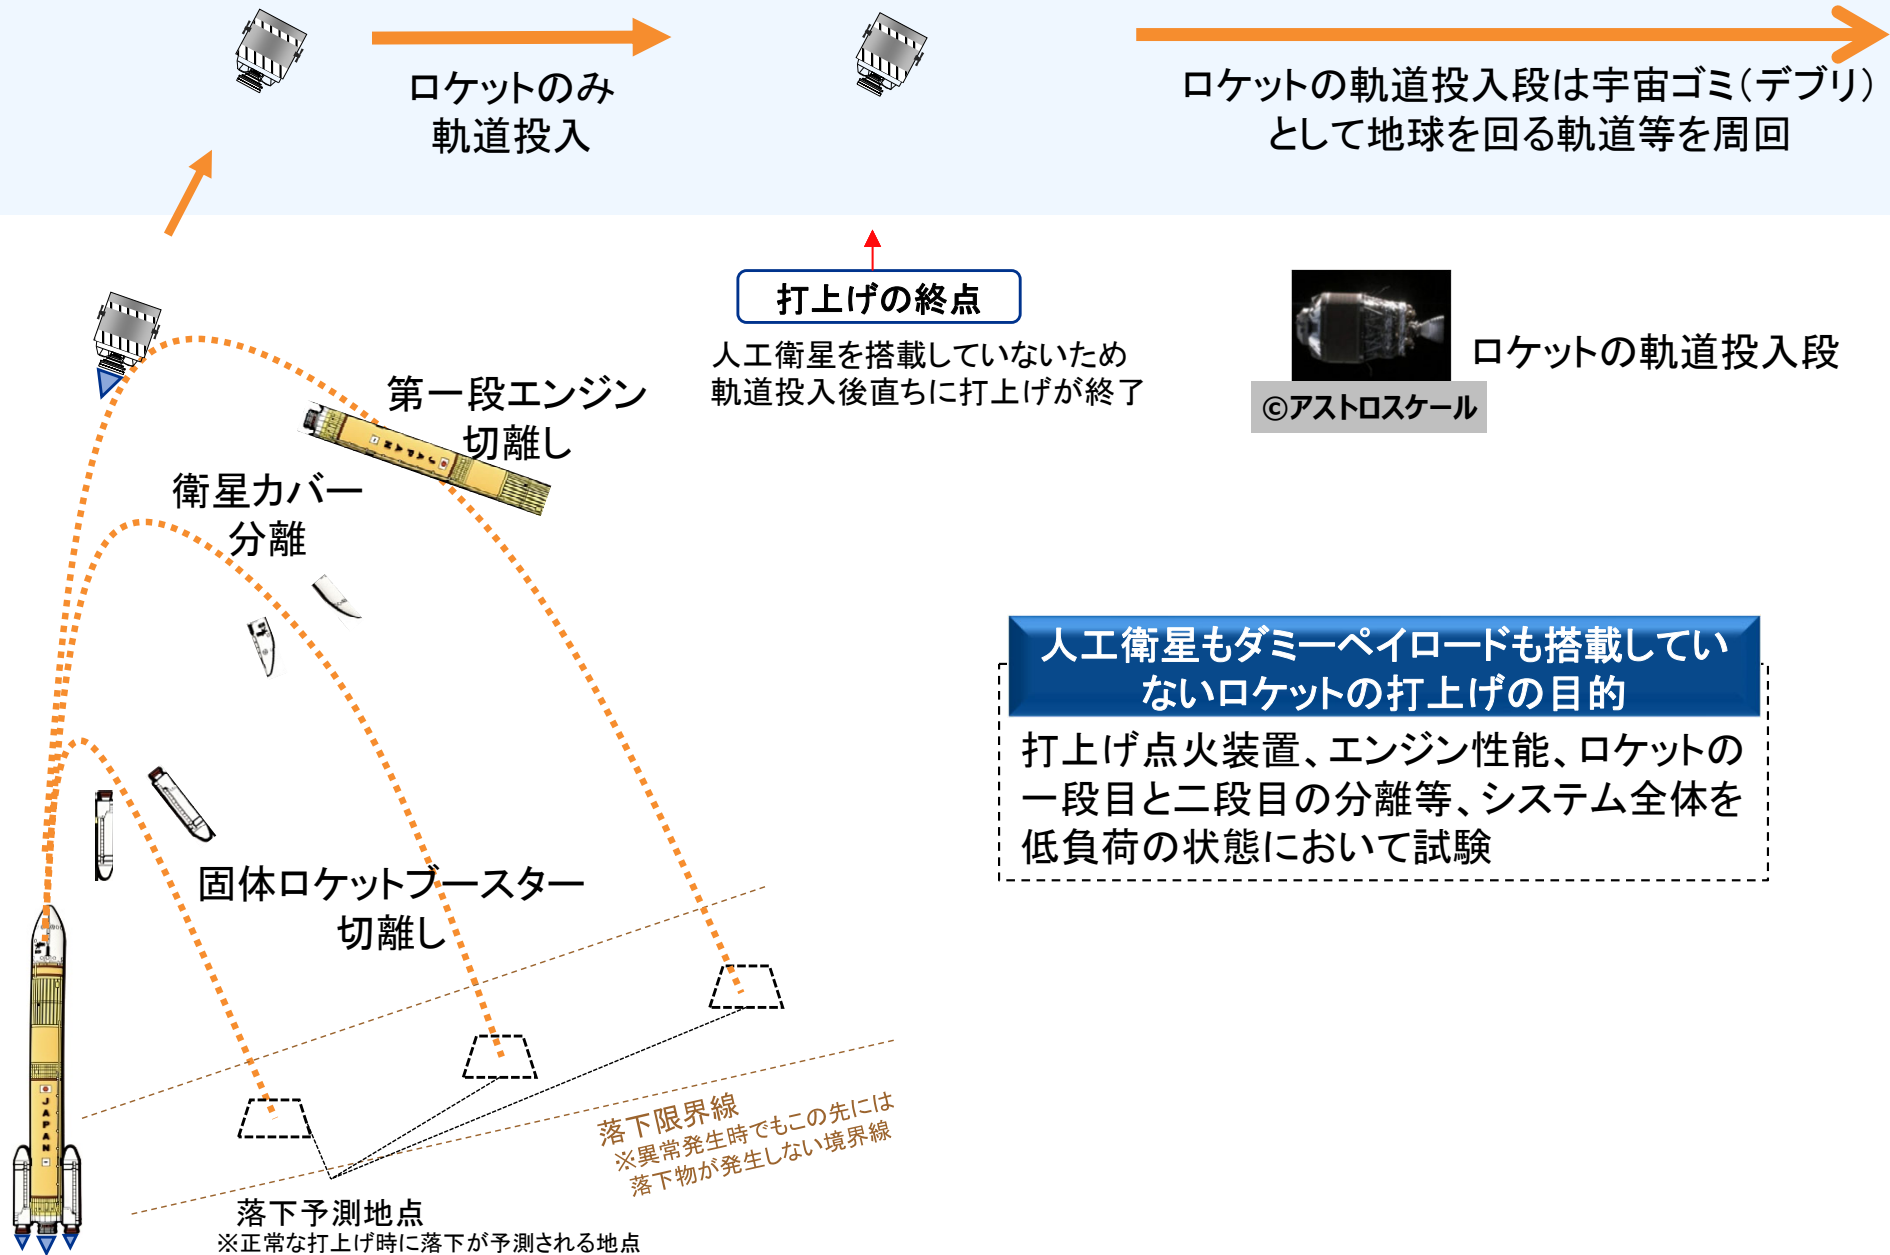 ロケットのみ
軌道投入
ロケットの軌道投入段は宇宙ゴミ（デブリ）
として地球を回る軌道等を周回
打上げの終点
人工衛星を搭載していないため
軌道投入後直ちに打上げが終了
ロケットの軌道投入段
©アストロスケール
第一段エンジン
切離し
JAPAN
衛星カバー
分離
人工衛星もダミーペイロードも搭載してい
ないロケットの打上げの目的
打上げ点火装置、エンジン性能、ロケットの
一段目と二段目の分離等、システム全体を
低負荷の状態において試験
固体ロケットブースター
切離し
JAPAN
落下限界線
※異常発生時でもこの先には
落下物が発生しない境界線
落下予測地点
※正常な打上げ時に落下が予測される地点